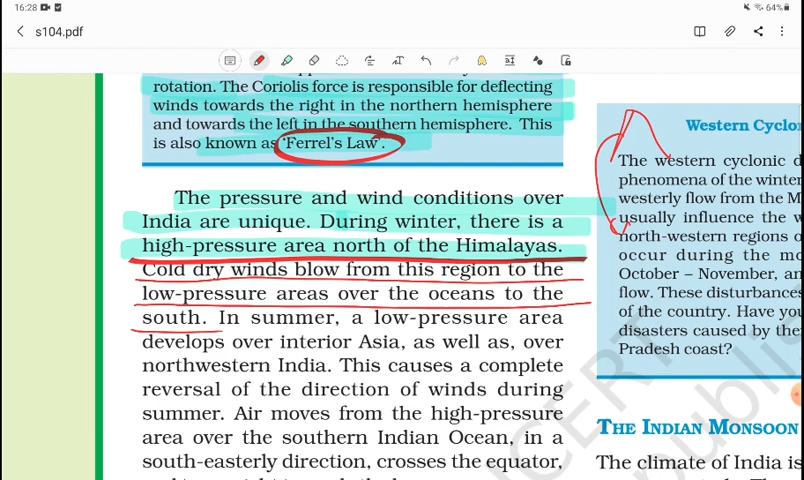 16:28
64%
s104.pdf
rotation. The Coriolis force is responsible for deflecting
winds towards the right in the northern hemisphere
and towards the left in the southern hemisphere. This
is also known as 'Ferrel's Law'.
The pressure and wind conditions over
India are unique. During winter, there is a
high-pressure area north of the Himalayas.
Cold dry winds blow from this region to the
low-pressure areas over the oceans to the
south. In summer, a low-pressure area
develops over interior Asia, as well as, over
northwestern India. This causes a complete
reversal of the direction of winds during
summer. Air moves from the high-pressure
area over the southern Indian Ocean, in a
south-easterly direction, crosses the equator,
Western Cyclo
The western cyclonic d
phenomena of the winter
westerly flow from the M
usually influence the w
north-western regions o
occur during the mo
October – November, an
flow. These disturbances
of the country. Have you
disasters caused by the
Pradesh coast?
THE INDIAN MONSOON
The climate of India is
NCERT
republis